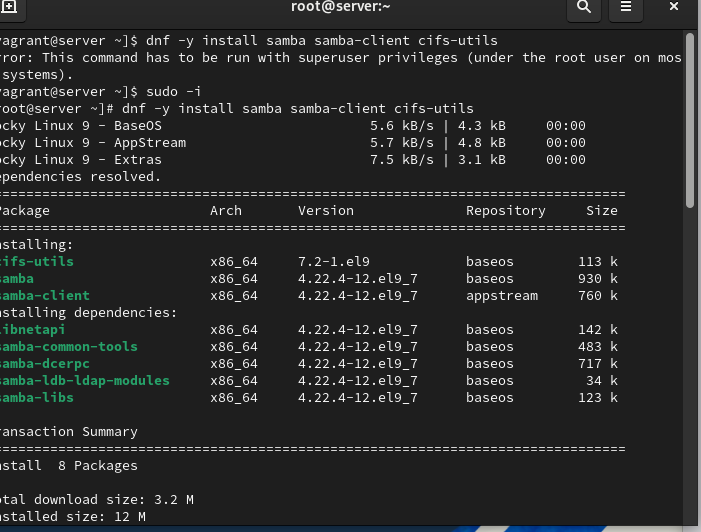 root@server:~
vagrant@server ~]$ dnf -y install samba samba-client cifs-utils
rror: This command has to be run with superuser privileges (under the root user on mos
systems).
vagrant@server ~]$ sudo -i
root@server ~]# dnf -y install samba samba-client cifs-utils
ocky Linux 9 - BaseOS 5.6 kB/s | 4.3 kB 00:00
ocky Linux 9 - AppStream 5.7 kB/s | 4.8 kB 00:00
ocky Linux 9 - Extras 7.5 kB/s | 3.1 kB 00:00
ependencies resolved.
================================================================================
Package Arch Version Repository Size
================================================================================
nstalling:
cifs-utils x86_64 7.2-1.el9 baseos 113 k
samba x86_64 4.22.4-12.el9_7 baseos 930 k
samba-client x86_64 4.22.4-12.el9_7 appstream 760 k
nstalling dependencies:
libnetapi x86_64 4.22.4-12.el9_7 baseos 142 k
samba-common-tools x86_64 4.22.4-12.el9_7 baseos 483 k
samba-dcerpc x86_64 4.22.4-12.el9_7 baseos 717 k
samba-ldb-ldap-modules x86_64 4.22.4-12.el9_7 baseos 34 k
samba-libs x86_64 4.22.4-12.el9_7 baseos 123 k
ransaction Summary
================================================================================
nstall 8 Packages
otal download size: 3.2 M
nstalled size: 12 M